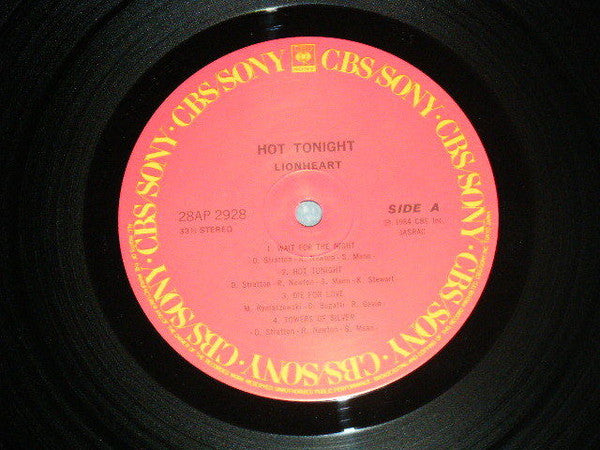 CBS/SONY · CBS/SONY · CBS/SONY · CBS/SONY · CBS/SONY · CBS/SONY
HOT TONIGHT
LIONHEART
28AP 2928
33⅓ STEREO
SIDE A
℗ 1984 CBS Inc.
JASRAC
1. WAIT FOR THE NIGHT
D. Stratton - R. Newton - S. Mann
2. HOT TONIGHT
D. Stratton - R. Newton - S. Mann - K. Stewart
3. DIE FOR LOVE
D. Bugatti - R. Gavin
4. TOWERS OF SILVER
D. Stratton - R. Newton - S. Mann